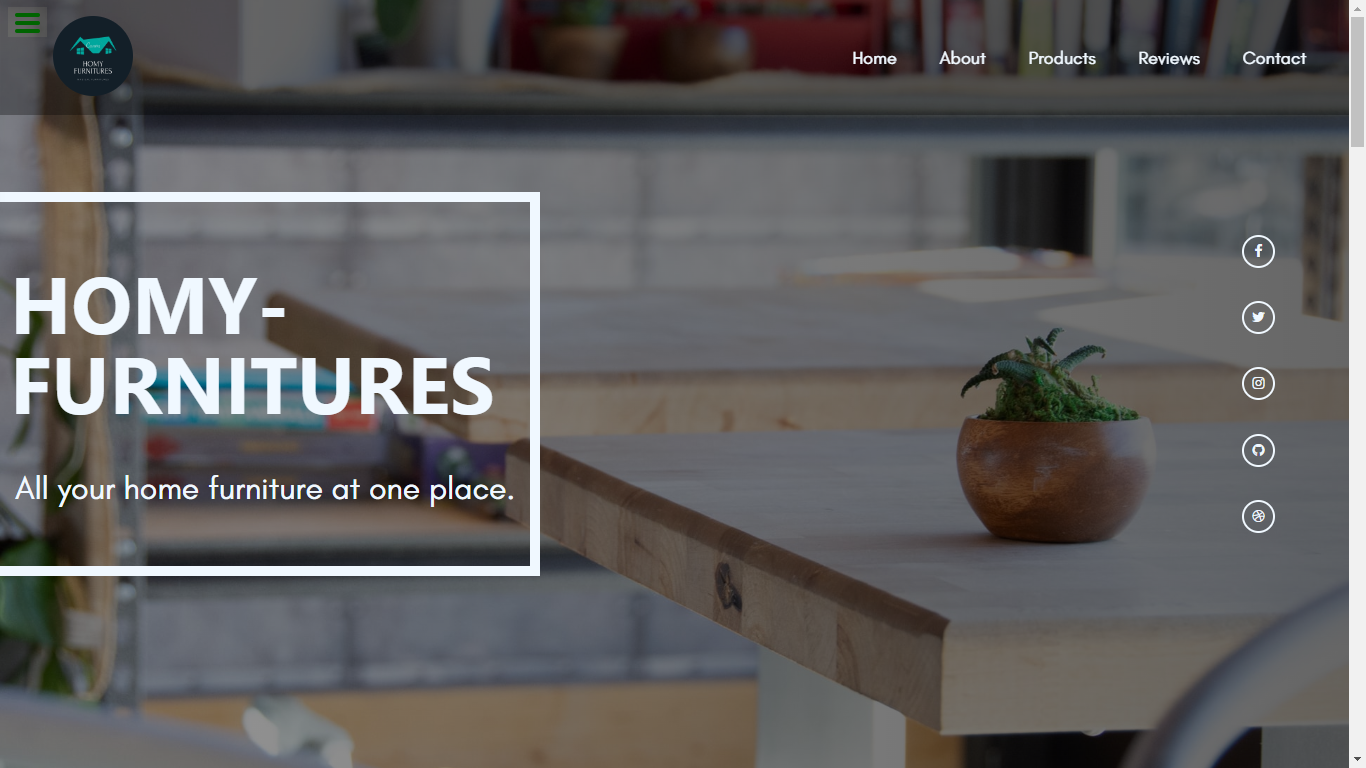 HOMY
FURNITURES
Home About Products Reviews Contact
HOMY-
FURNITURES
All your home furniture at one place.